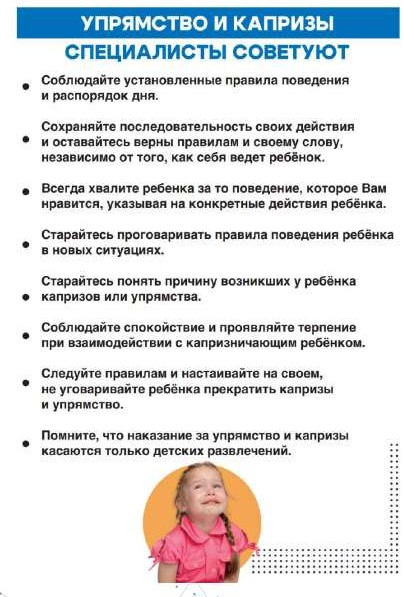 УПРЯМСТВО И КАПРИЗЫ
СПЕЦИАЛИСТЫ СОВЕТУЮТ
• Соблюдайте установленные правила поведения
и распорядок дня.
• Сохраняйте последовательность своих действия
и оставайтесь верны правилам и своему слову,
независимо от того, как себя ведет ребёнок.
• Всегда хвалите ребенка за то поведение, которое Вам
нравится, указывая на конкретные действия ребёнка.
• Старайтесь проговаривать правила поведения ребёнка
в новых ситуациях.
• Старайтесь понять причину возникших у ребёнка
капризов или упрямства.
• Соблюдайте спокойствие и проявляйте терпение
при взаимодействии с капризничающим ребёнком.
• Следуйте правилам и настаивайте на своем,
не уговаривайте ребёнка прекратить капризы
и упрямство.
• Помните, что наказание за упрямство и капризы
касаются только детских развлечений.